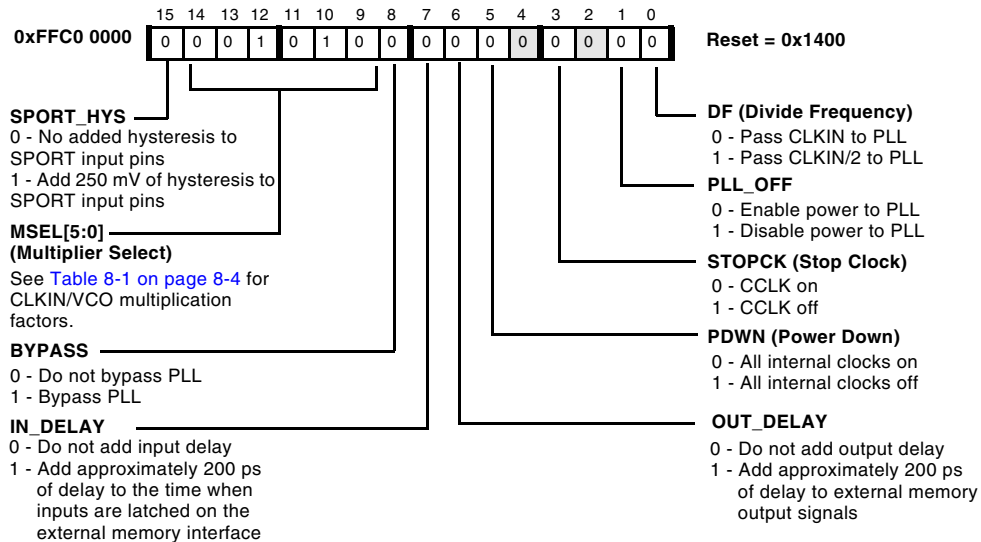 15 14 13 12 11 10 9 8 7 6 5 4 3 2 1 0
0xFFC0 0000
0 0 0 1 0 1 0 0 0 0 0 0 0 0 0 0
Reset = 0x1400
SPORT_HYS
0 - No added hysteresis to
SPORT input pins
1 - Add 250 mV of hysteresis to
SPORT input pins
MSEL[5:0]
(Multiplier Select)
See Table 8-1 on page 8-4 for
CLKIN/VCO multiplication
factors.
BYPASS
0 - Do not bypass PLL
1 - Bypass PLL
IN_DELAY
0 - Do not add input delay
1 - Add approximately 200 ps
of delay to the time when
inputs are latched on the
external memory interface
DF (Divide Frequency)
0 - Pass CLKIN to PLL
1 - Pass CLKIN/2 to PLL
PLL_OFF
0 - Enable power to PLL
1 - Disable power to PLL
STOPCK (Stop Clock)
0 - CCLK on
1 - CCLK off
PDWN (Power Down)
0 - All internal clocks on
1 - All internal clocks off
OUT_DELAY
0 - Do not add output delay
1 - Add approximately 200 ps
of delay to external memory
output signals